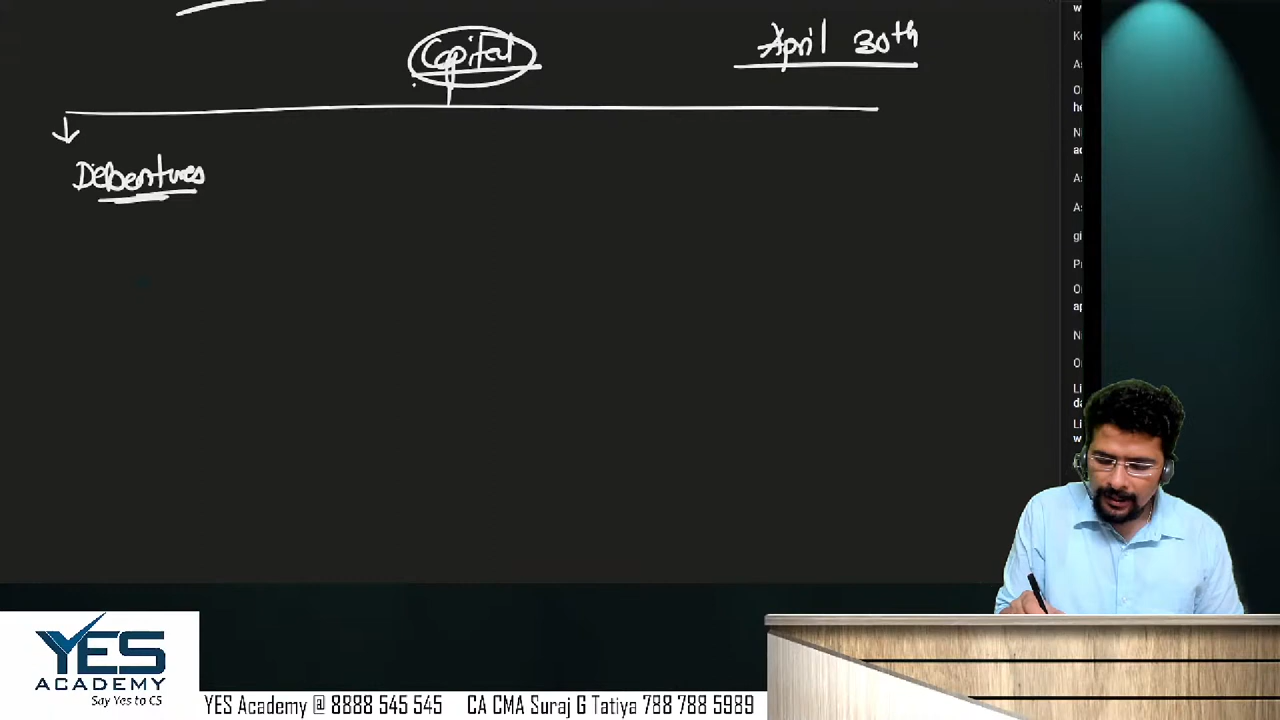 Capital
April 30th
Debentures
YES
ACADEMY
Say Yes to CS
YES Academy @ 8888 545 545 CA CMA Suraj G Tatiya 788 788 5989